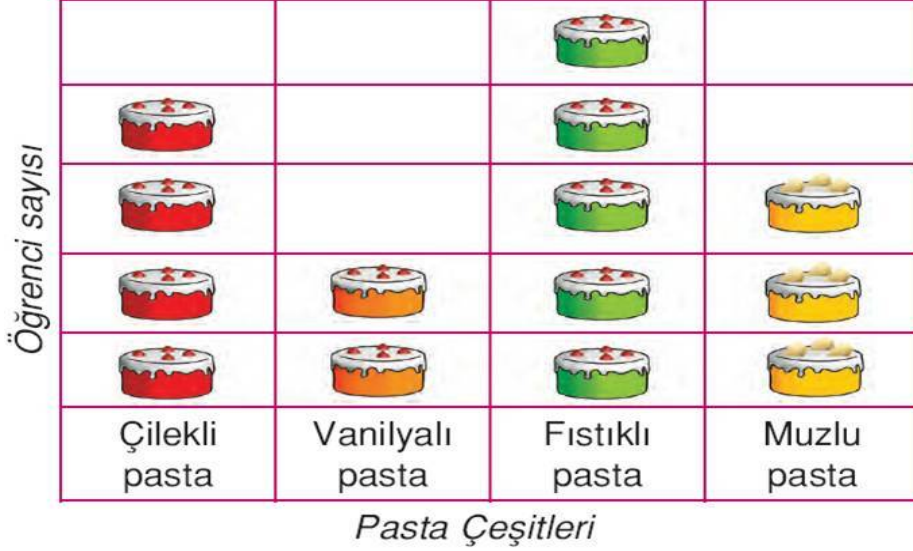 Öğrenci sayısı
Çilekli
pasta
Vanilyalı
pasta
Fıstıklı
pasta
Muzlu
pasta
Pasta Çeşitleri